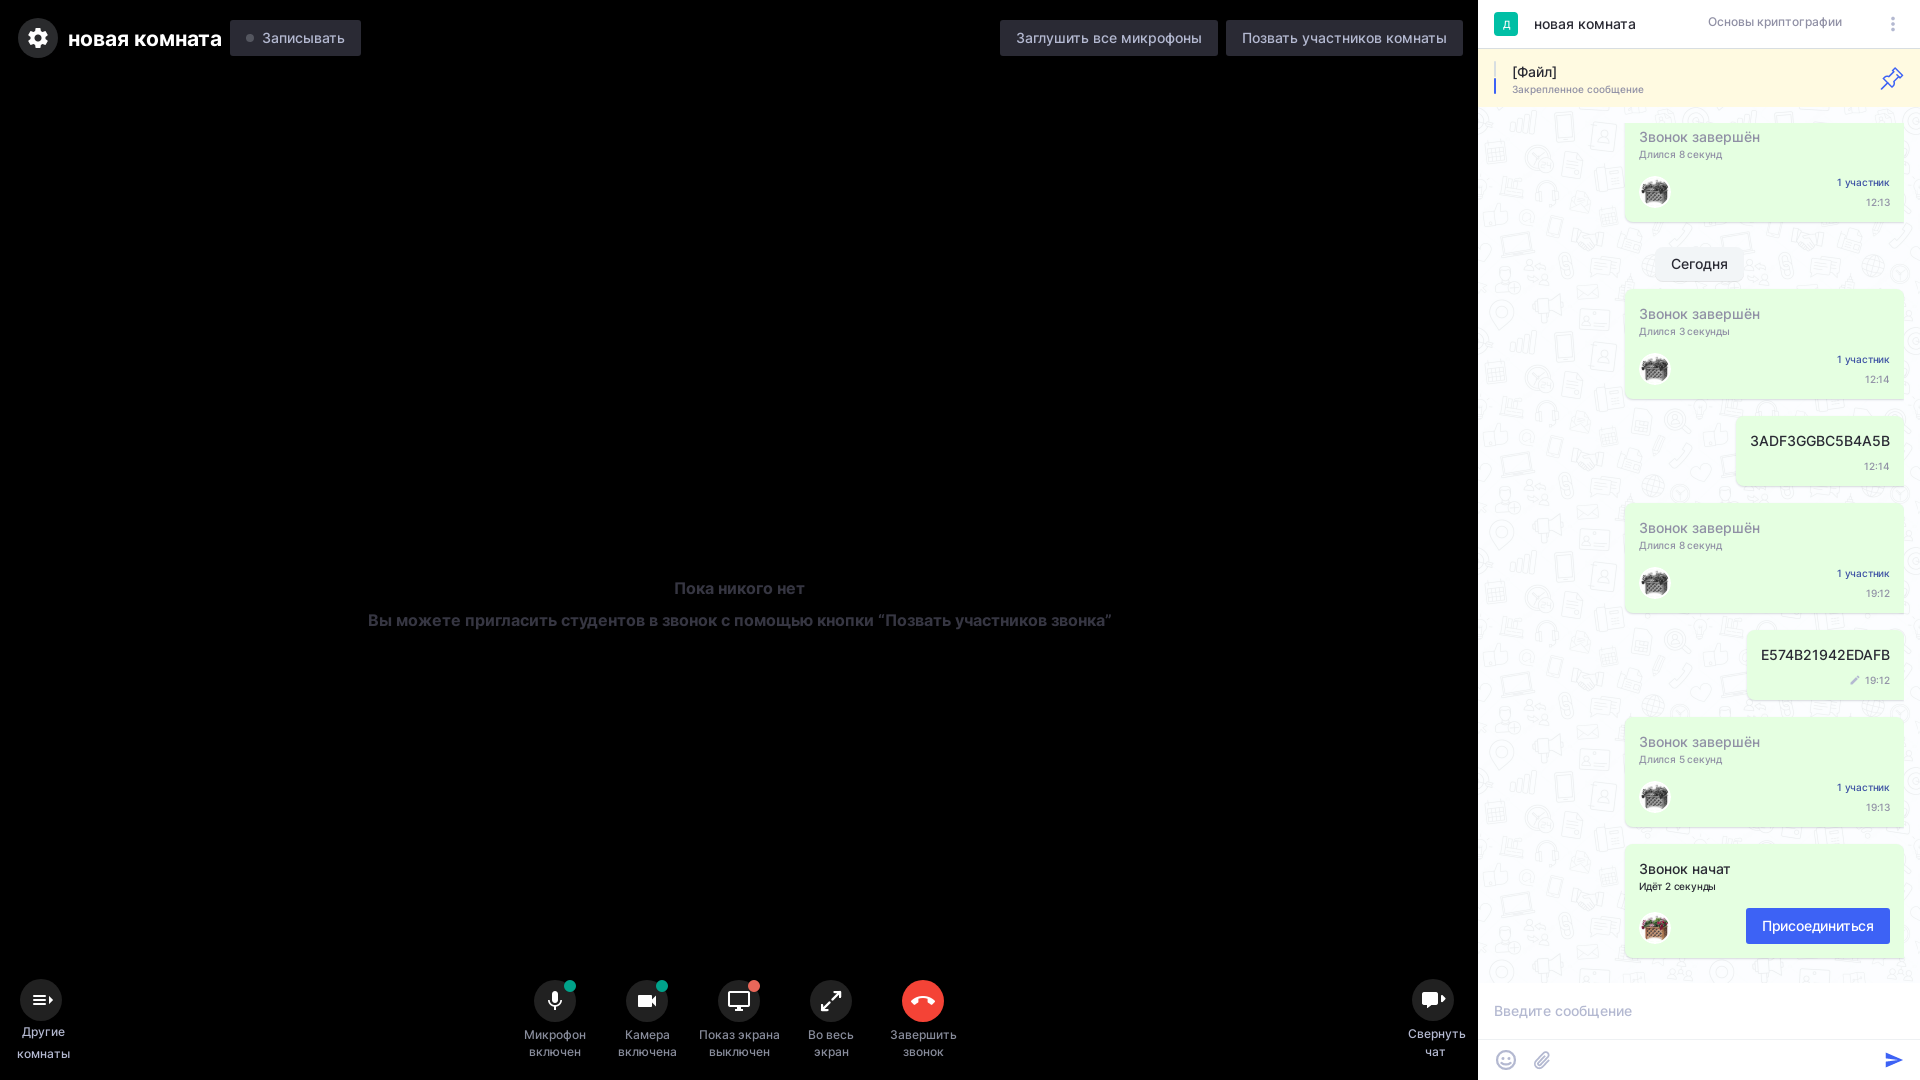 новая комната
Записывать
Заглушить все микрофоны
Позвать участников комнаты
Пока никого нет
Вы можете пригласить студентов в звонок с помощью кнопки “Позвать участников звонка”
Другие
комнаты
Микрофон
включен
Камера
включена
Показ экрана
выключен
Во весь
экран
Завершить
звонок
Свернуть
чат
Д
новая комната
Основы криптографии
[Файл]
Закрепленное сообщение
Звонок завершён
Длился 8 секунд
1 участник
12:13
Сегодня
Звонок завершён
Длился 3 секунды
1 участник
12:14
3ADF3GGBC5B4A5B
12:14
Звонок завершён
Длился 8 секунд
1 участник
19:12
E574B21942EDAFB
19:12
Звонок завершён
Длился 5 секунд
1 участник
19:13
Звонок начат
Идёт 2 секунды
Присоединиться
Введите сообщение